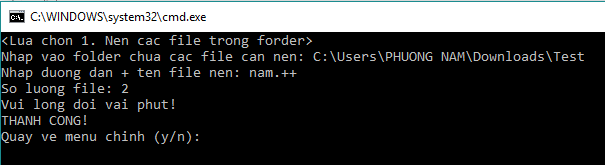 C:\WINDOWS\system32\cmd.exe
<Lua chon 1. Nen cac file trong forder>
Nhap vao folder chua cac file can nen: C:\Users\PHUONG NAM\Downloads\Test
Nhap duong dan + ten file nen: nam.++
So luong file: 2
Vui long doi vai phut!
THANH CONG!
Quay ve menu chinh (y/n):